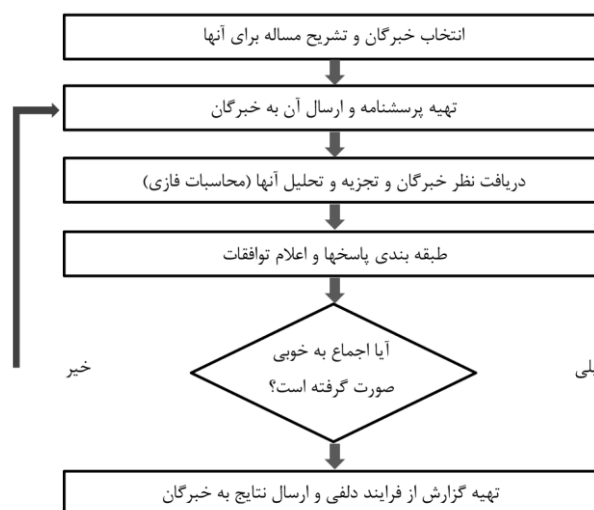 انتخاب خبرگان و تشریح مساله برای آنها
تهیه پرسشنامه و ارسال آن به خبرگان
دریافت نظر خبرگان و تجزیه و تحلیل آنها (محاسبات فازی)
طبقه بندی پاسخها و اعلام توافقات
آیا اجماع به خوبی
صورت گرفته است؟
خیر
بلی
تهیه گزارش از فرایند دلفی و ارسال نتایج به خبرگان